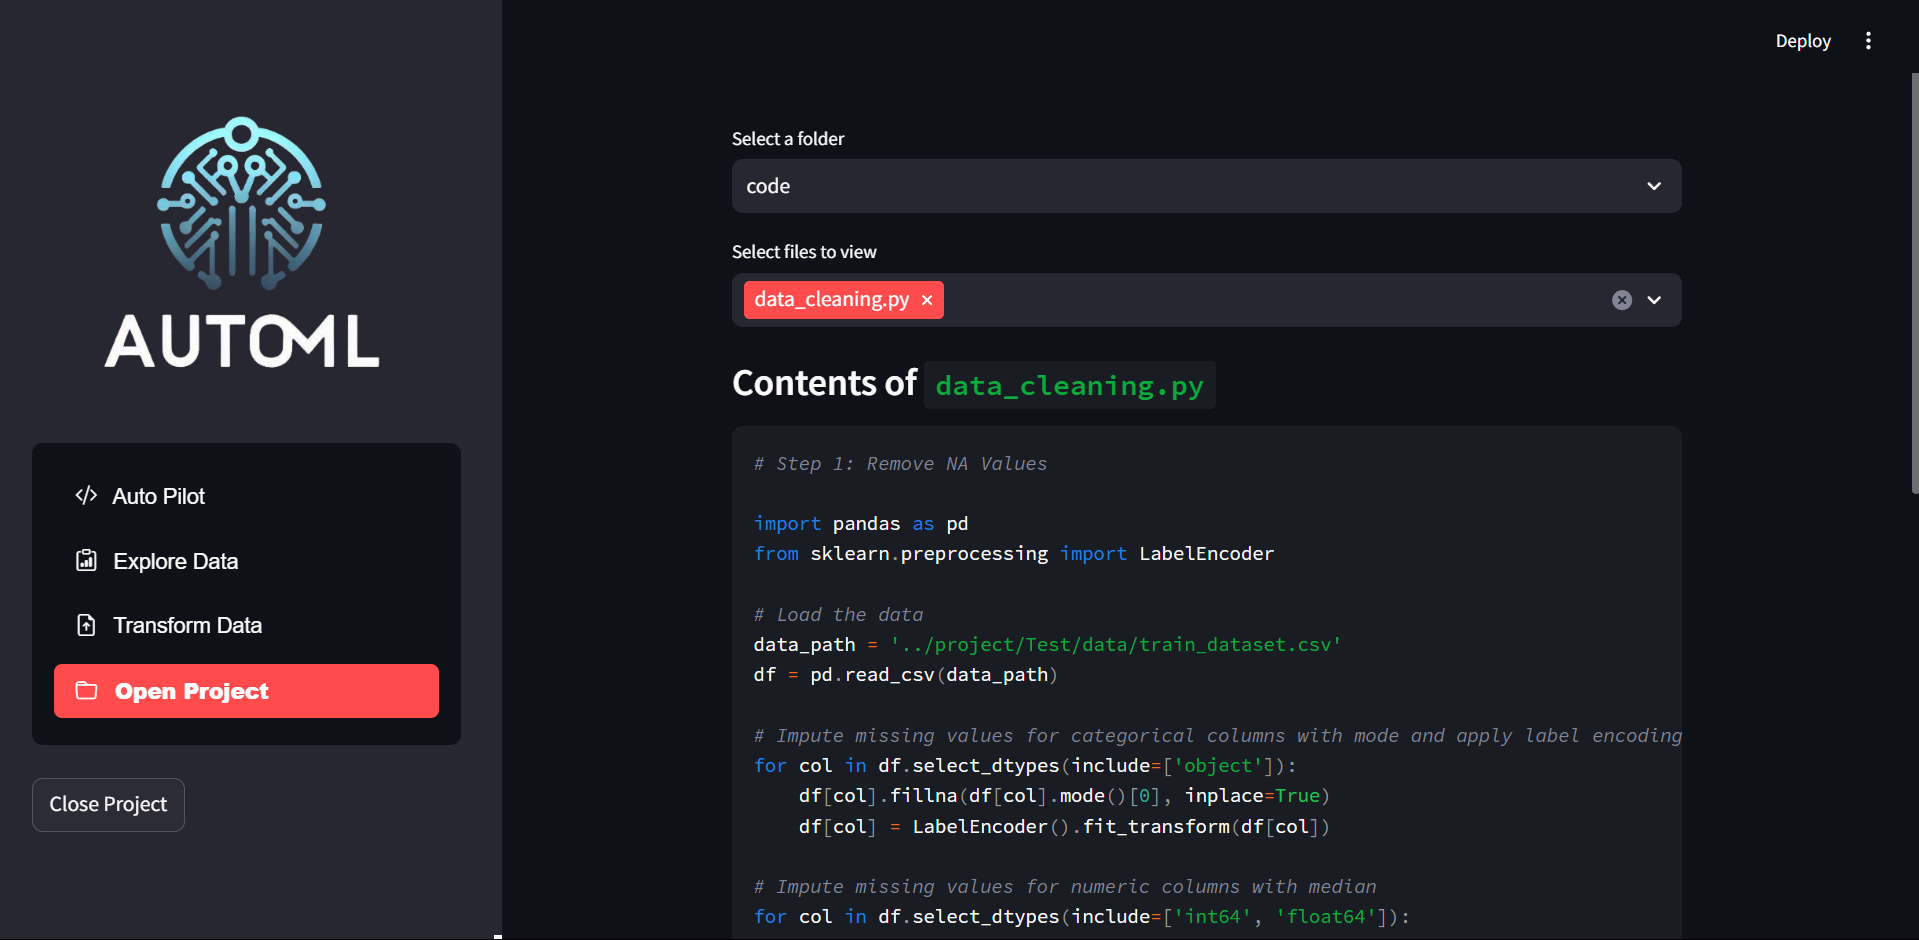 Deploy
AUTOML
Auto Pilot
Explore Data
Transform Data
Open Project
Close Project
Select a folder
code
Select files to view
data_cleaning.py
Contents of data_cleaning.py
# Step 1: Remove NA Values
import pandas as pd
from sklearn.preprocessing import LabelEncoder
# Load the data
data_path = '../project/Test/data/train_dataset.csv'
df = pd.read_csv(data_path)
# Impute missing values for categorical columns with mode and apply label encoding
for col in df.select_dtypes(include=['object']):
    df[col].fillna(df[col].mode()[0], inplace=True)
    df[col] = LabelEncoder().fit_transform(df[col])
# Impute missing values for numeric columns with median
for col in df.select_dtypes(include=['int64', 'float64']):